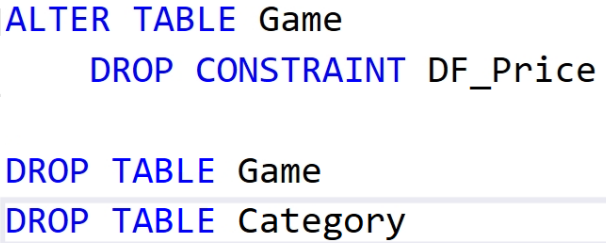 ALTER TABLE Game
DROP CONSTRAINT DF_Price
DROP TABLE Game
DROP TABLE Category